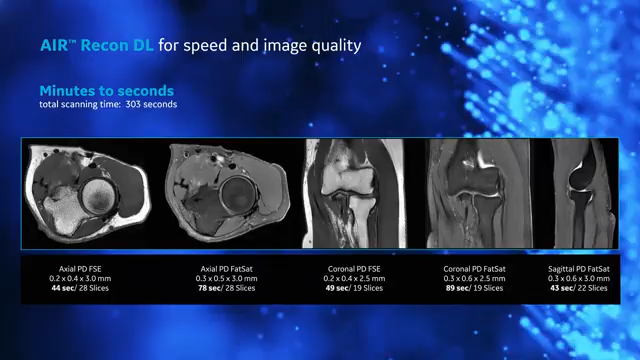 AIR™ Recon DL for speed and image quality
Minutes to seconds
total scanning time: 303 seconds
Axial PD FSE
0.2 x 0.4 x 3.0 mm
44 sec/ 28 Slices
Axial PD FatSat
0.3 x 0.5 x 3.0 mm
78 sec/ 28 Slices
Coronal PD FSE
0.2 x 0.4 x 2.5 mm
49 sec/ 19 Slices
Coronal PD FatSat
0.3 x 0.6 x 2.5 mm
89 sec/ 19 Slices
Sagittal PD FatSat
0.3 x 0.6 x 3.0 mm
43 sec/ 22 Slices